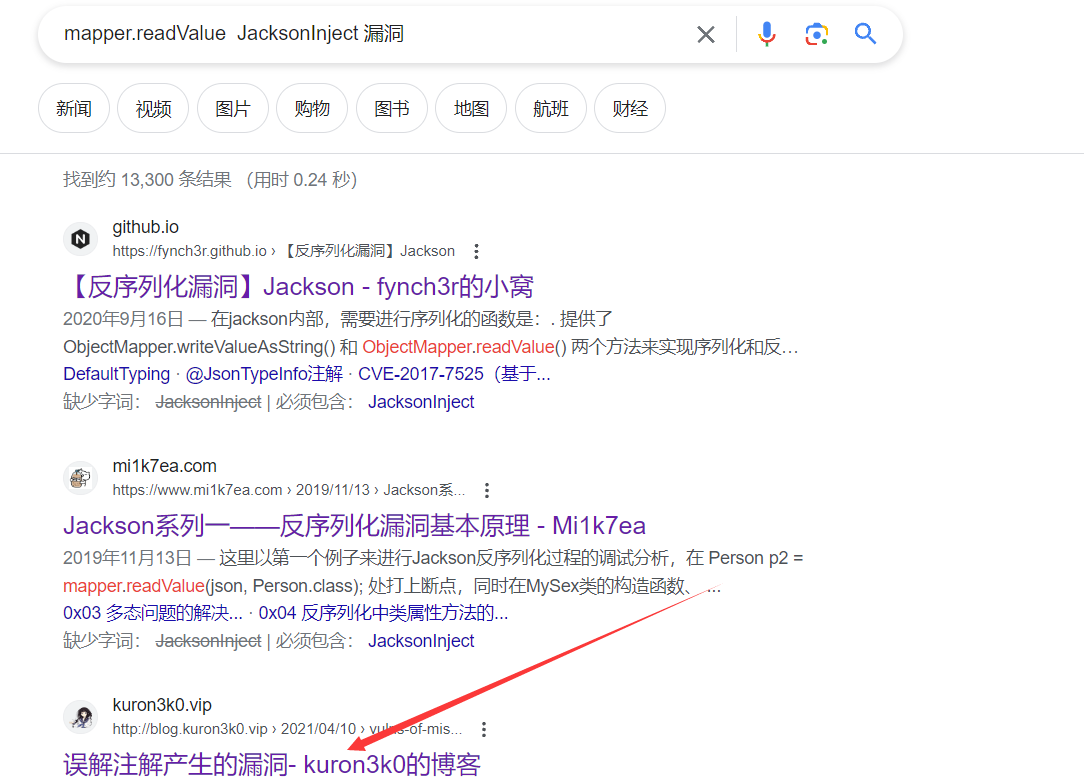 mapper.readValue JacksonInject 漏洞
新闻 视频 图片 购物 图书 地图 航班 财经
找到约 13,300 条结果 （用时 0.24 秒）
github.io
https://fynch3r.github.io › 【反序列化漏洞】Jackson
【反序列化漏洞】Jackson - fynch3r的小窝
2020年9月16日 — 在jackson内部，需要进行序列化的函数是：. 提供了
ObjectMapper.writeValueAsString() 和 ObjectMapper.readValue() 两个方法来实现序列化和反…
DefaultTyping · @JsonTypeInfo注解 · CVE-2017-7525（基于...
缺少字词： JacksonInject | 必须包含： JacksonInject
mi1k7ea.com
https://www.mi1k7ea.com › 2019/11/13 › Jackson系...
Jackson系列一——反序列化漏洞基本原理 - Mi1k7ea
2019年11月13日 — 这里以第一个例子来进行Jackson反序列化过程的调试分析，在 Person p2 =
mapper.readValue(json, Person.class); 处打上断点，同时在MySex类的构造函数、 ...
0x03 多态问题的解决... · 0x04 反序列化中类属性方法的...
缺少字词： JacksonInject | 必须包含： JacksonInject
kuron3k0.vip
http://blog.kuron3k0.vip › 2021/04/10 › vulns-of-mis...
误解注解产生的漏洞- kuron3k0的博客